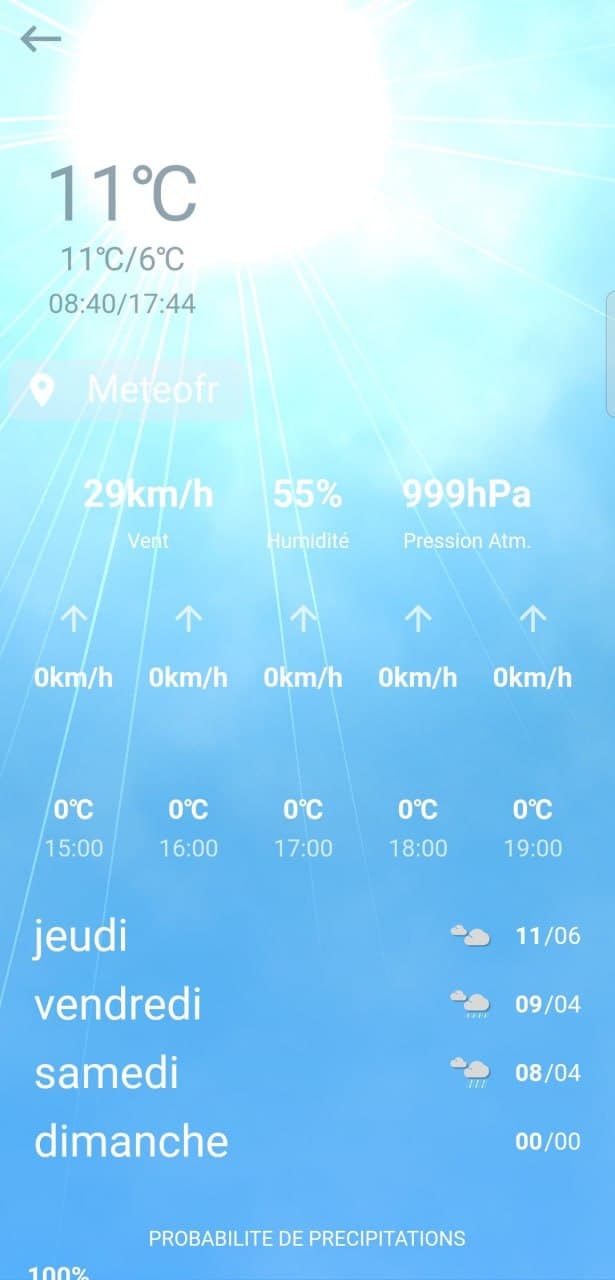 11℃
11℃/6℃
08:40/17:44
Meteofr
29km/h 55% 999hPa
Vent Humidité Pression Atm.
0km/h 0km/h 0km/h 0km/h 0km/h
0℃ 0℃ 0℃ 0℃ 0℃
15:00 16:00 17:00 18:00 19:00
jeudi 11/06
vendredi 09/04
samedi 08/04
dimanche 00/00
PROBABILITE DE PRECIPITATIONS
100%